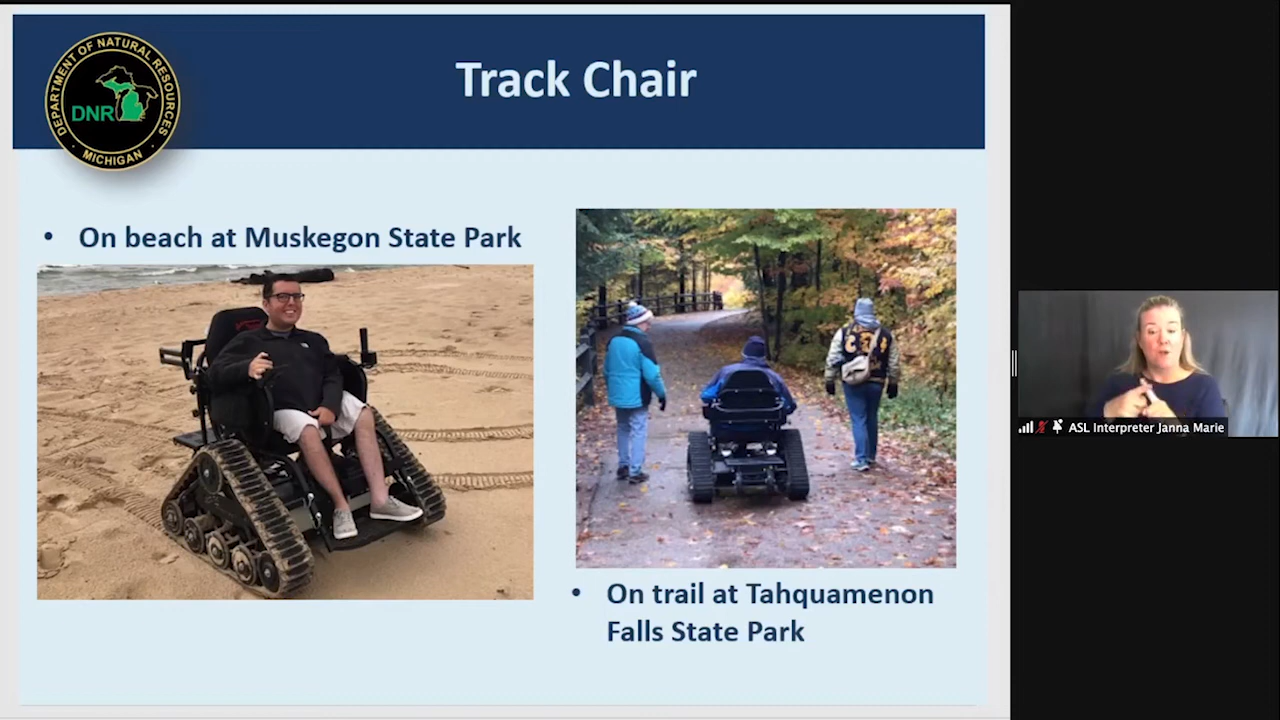 DEPARTMENT OF NATURAL RESOURCES
DNR
MICHIGAN
Track Chair
• On beach at Muskegon State Park
• On trail at Tahquamenon
Falls State Park
ASL Interpreter Janna Marie